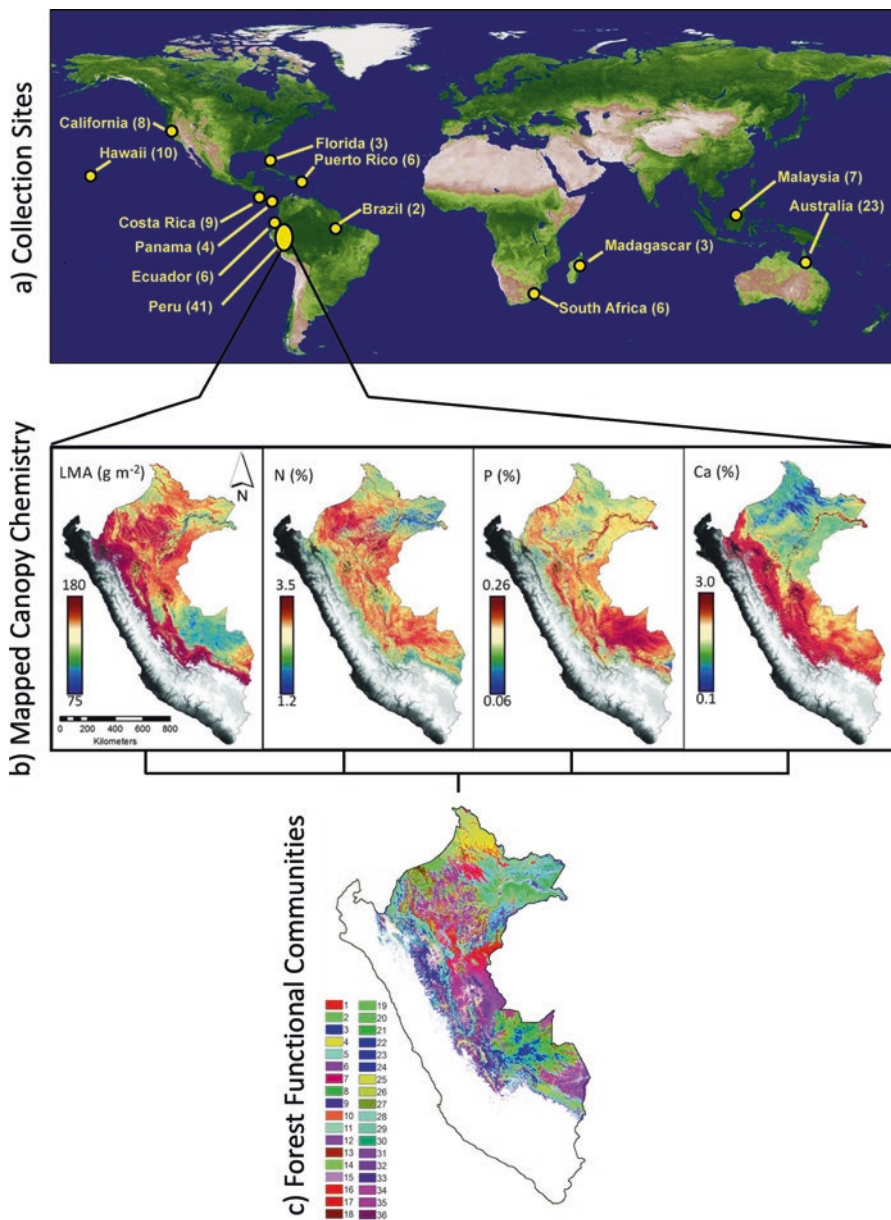 a) Collection Sites
California (8)
Hawaii (10)
Florida (3)
Puerto Rico (6)
Costa Rica (9)
Panama (4)
Ecuador (6)
Peru (41)
Brazil (2)
Madagascar (3)
South Africa (6)
Malaysia (7)
Australia (23)
b) Mapped Canopy Chemistry
LMA (g m⁻²)
N
180
75
0 200 400 600 800
Kilometers
N (%)
3.5
1.2
P (%)
0.26
0.06
Ca (%)
3.0
0.1
c) Forest Functional Communities
1 19
2 20
3 21
4 22
5 23
6 24
7 25
8 26
9 27
10 28
11 29
12 30
13 31
14 32
15 33
16 34
17 35
18 36